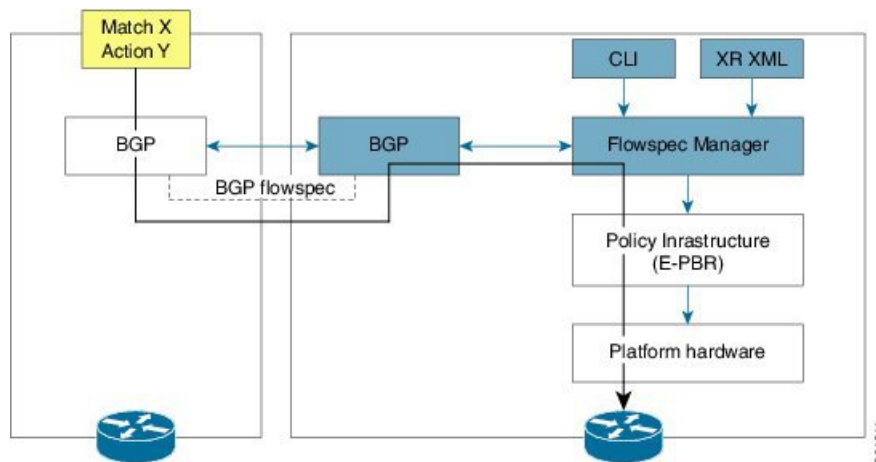 Match X
Action Y
CLI
XR XML
BGP
BGP
Flowspec Manager
BGP flowspec
Policy Inrastructure
(E-PBR)
Platform hardware